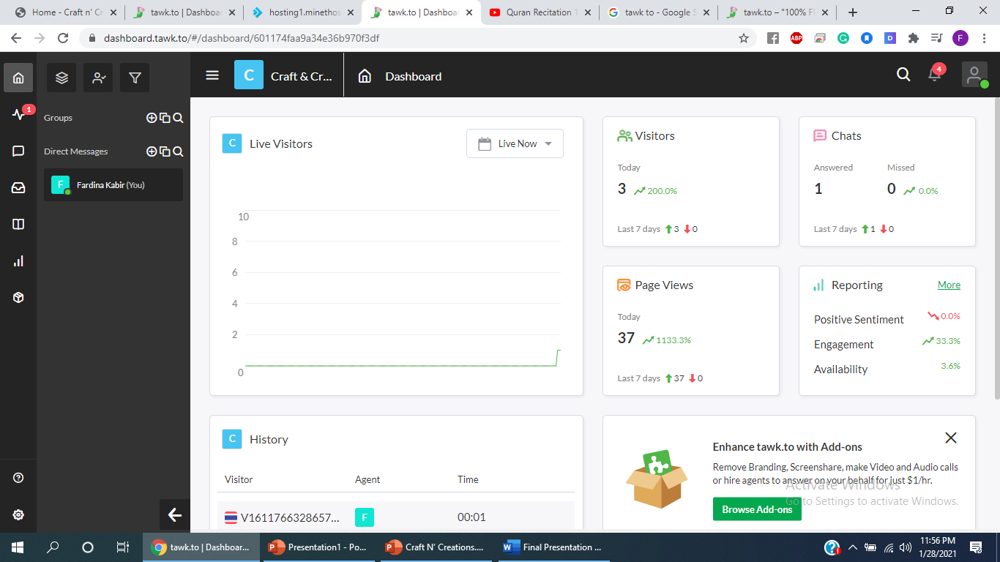 Home - Craft n' Cr
tawk.to | Dashboar
hosting1.minethos
tawk.to | Dashboar
Quran Recitation 1
tawk to - Google S
tawk.to – "100% FR
dashboard.tawk.to/#/dashboard/601174faa9a34e36b970f3df
ABP
F
C
Craft & Cr...
Dashboard
4
1
Groups
Direct Messages
F
Fardina Kabir (You)
C
Live Visitors
Live Now
10
8
6
4
2
0
Visitors
Today
3 200.0%
Last 7 days 3 0
Chats
Answered Missed
1 0 0.0%
Last 7 days 1 0
Page Views
Today
37 1133.3%
Last 7 days 37 0
Reporting More
Positive Sentiment 0.0%
Engagement 33.3%
Availability 3.6%
C
History
Visitor Agent Time
V1611766328657... F 00:01
Enhance tawk.to with Add-ons
Remove Branding, Screenshare, make Video and Audio calls
or hire agents to answer on your behalf for just $1/hr.
Browse Add-ons
Activate Windows
Go to Settings to activate Windows.
tawk.to | Dashboar...
Presentation1 - Po...
Craft N' Creations....
Final Presentation ...
11:56 PM
1/28/2021